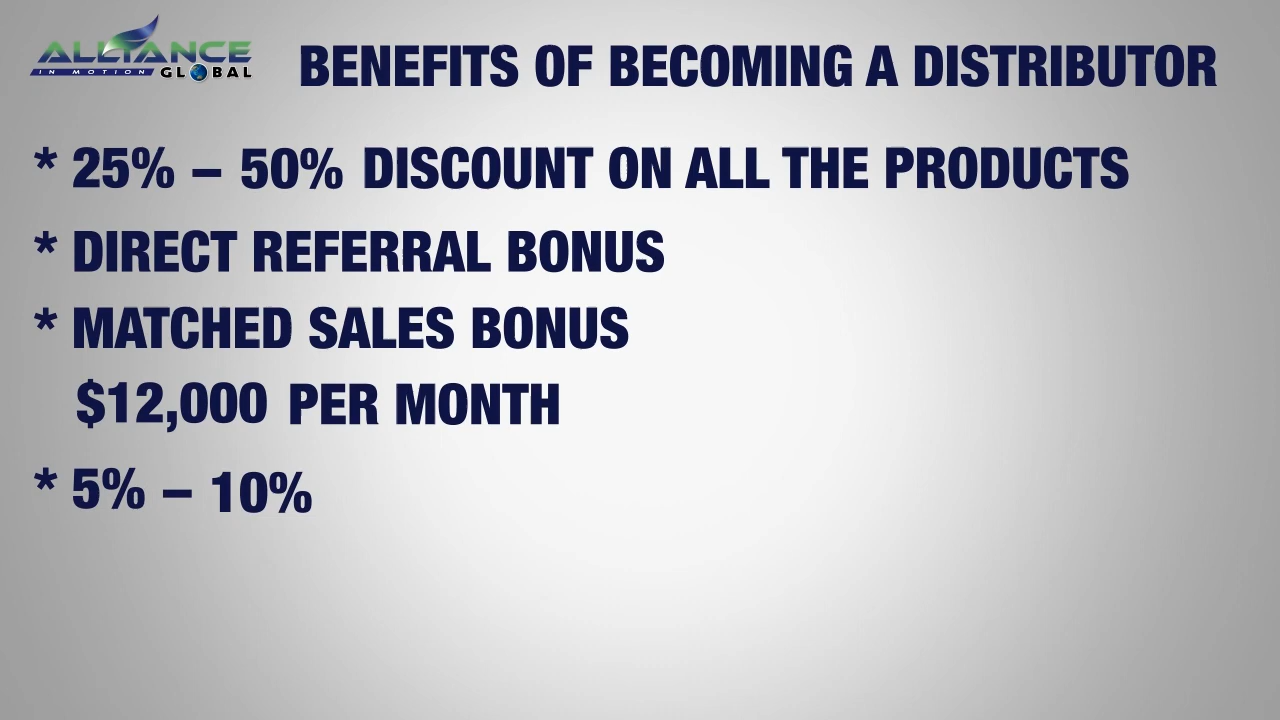 ALLIANCE
IN MOTION GLOBAL
BENEFITS OF BECOMING A DISTRIBUTOR
* 25% – 50% DISCOUNT ON ALL THE PRODUCTS
* DIRECT REFERRAL BONUS
* MATCHED SALES BONUS
$12,000 PER MONTH
* 5% – 10%